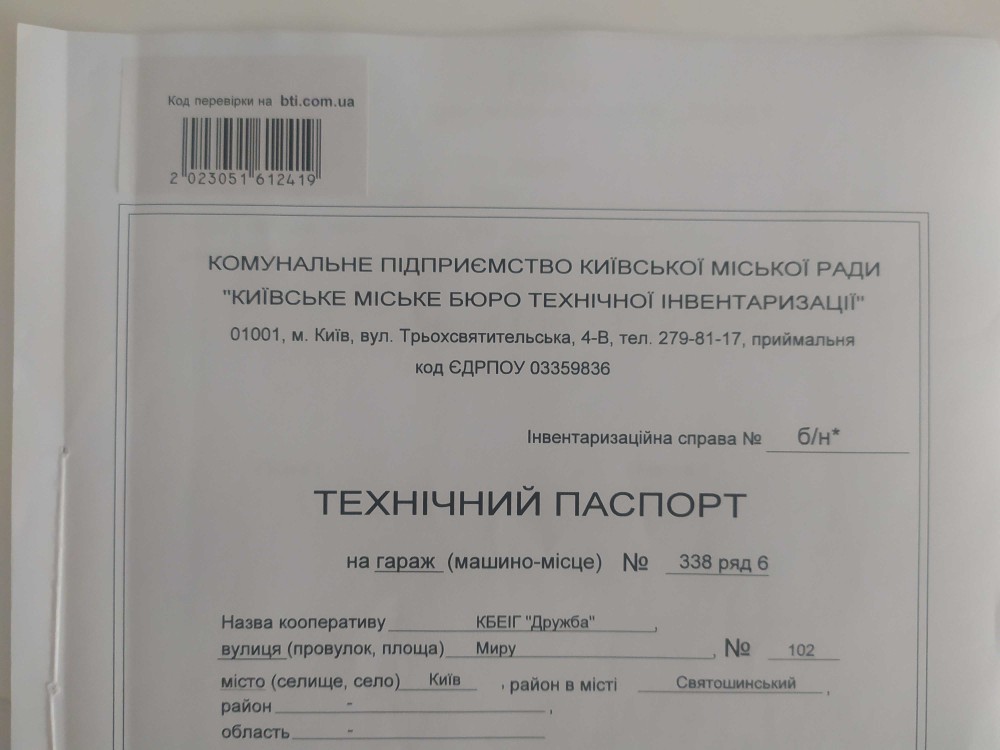 Код перевірки на bti.com.ua
2 023051 612419
КОМУНАЛЬНЕ ПІДПРИЄМСТВО КИЇВСЬКОЇ МІСЬКОЇ РАДИ
"КИЇВСЬКЕ МІСЬКЕ БЮРО ТЕХНІЧНОЇ ІНВЕНТАРИЗАЦІЇ"
01001, м. Київ, вул. Трьохсвятительська, 4-В, тел. 279-81-17, приймальня
код ЄДРПОУ 03359836
Інвентаризаційна справа № б/н*
ТЕХНІЧНИЙ ПАСПОРТ
на гараж (машино-місце) № 338 ряд 6
Назва кооперативу КБЕІГ "Дружба",
вулиця (провулок, площа) Миру, № 102
місто (селище, село) Київ, район в місті Святошинський,
район -,
область -